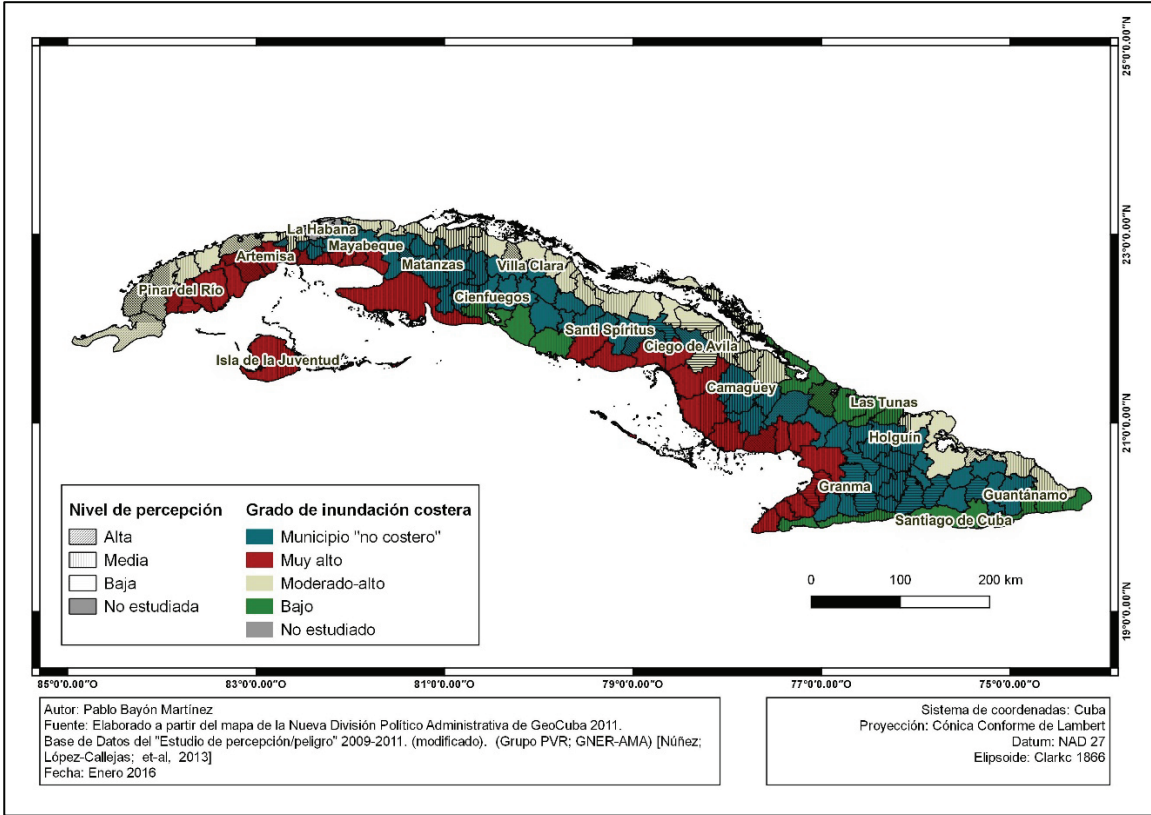 25°0'0.00"N
23°0'0.00"N
21°0'0.00"N
19°0'0.00"N
La Habana
Artemisa
Mayabeque
Matanzas
Villa Clara
Pinar del Río
Cienfuegos
Santi Spíritus
Ciego de Avila
Isla de la Juventud
Camagüey
Las Tunas
Holguín
Granma
Guantánamo
Santiago de Cuba
Nivel de percepción
Alta
Media
Baja
No estudiada
Grado de inundación costera
Municipio "no costero"
Muy alto
Moderado-alto
Bajo
No estudiado
0 100 200 km
85°0'0.00"O 83°0'0.00"O 81°0'0.00"O 79°0'0.00"O 77°0'0.00"O 75°0'0.00"O
Autor: Pablo Bayón Martínez
Fuente: Elaborado a partir del mapa de la Nueva División Político Administrativa de GeoCuba 2011.
Base de Datos del "Estudio de percepción/peligro" 2009-2011. (modificado). (Grupo PVR; GNER-AMA) [Núñez;
López-Callejas; et-al, 2013]
Fecha: Enero 2016
Sistema de coordenadas: Cuba
Proyección: Cónica Conforme de Lambert
Datum: NAD 27
Elipsoide: Clarkc 1866